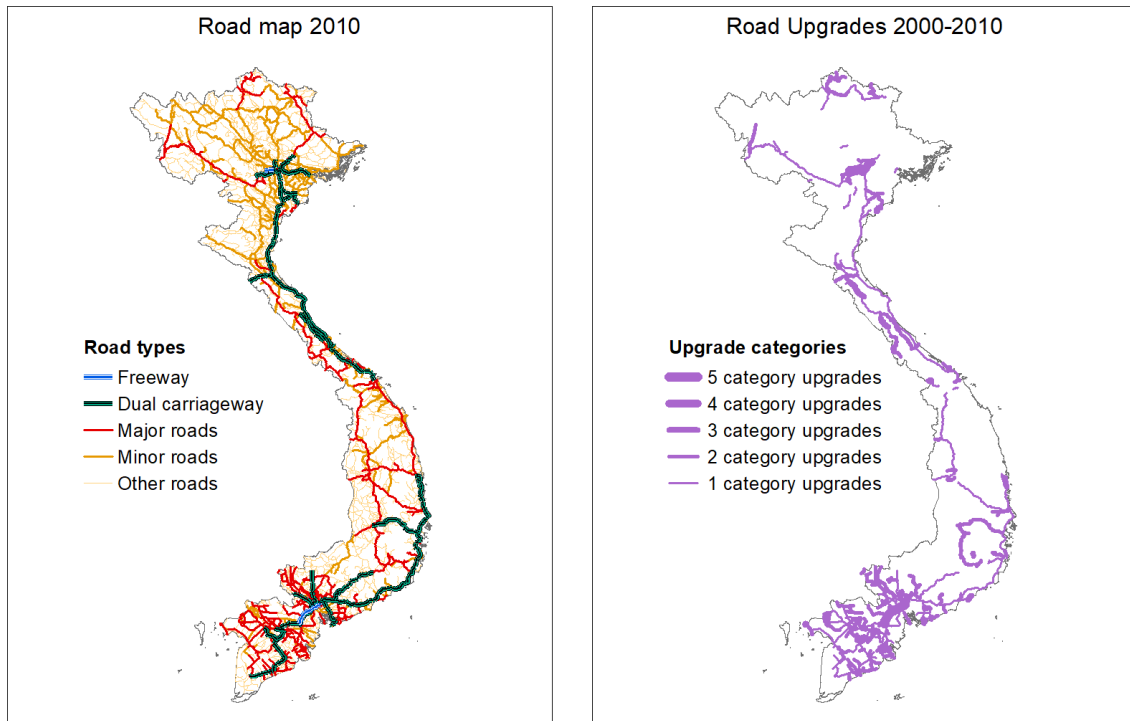 Road map 2010
Road types
Freeway
Dual carriageway
Major roads
Minor roads
Other roads
Road Upgrades 2000-2010
Upgrade categories
5 category upgrades
4 category upgrades
3 category upgrades
2 category upgrades
1 category upgrades